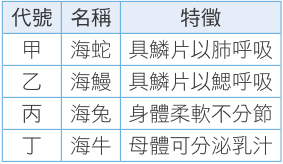 代號 名稱 特徵
甲 海蛇 具鱗片以肺呼吸
乙 海鰻 具鱗片以鰓呼吸
丙 海兔 身體柔軟不分節
丁 海牛 母體可分泌乳汁